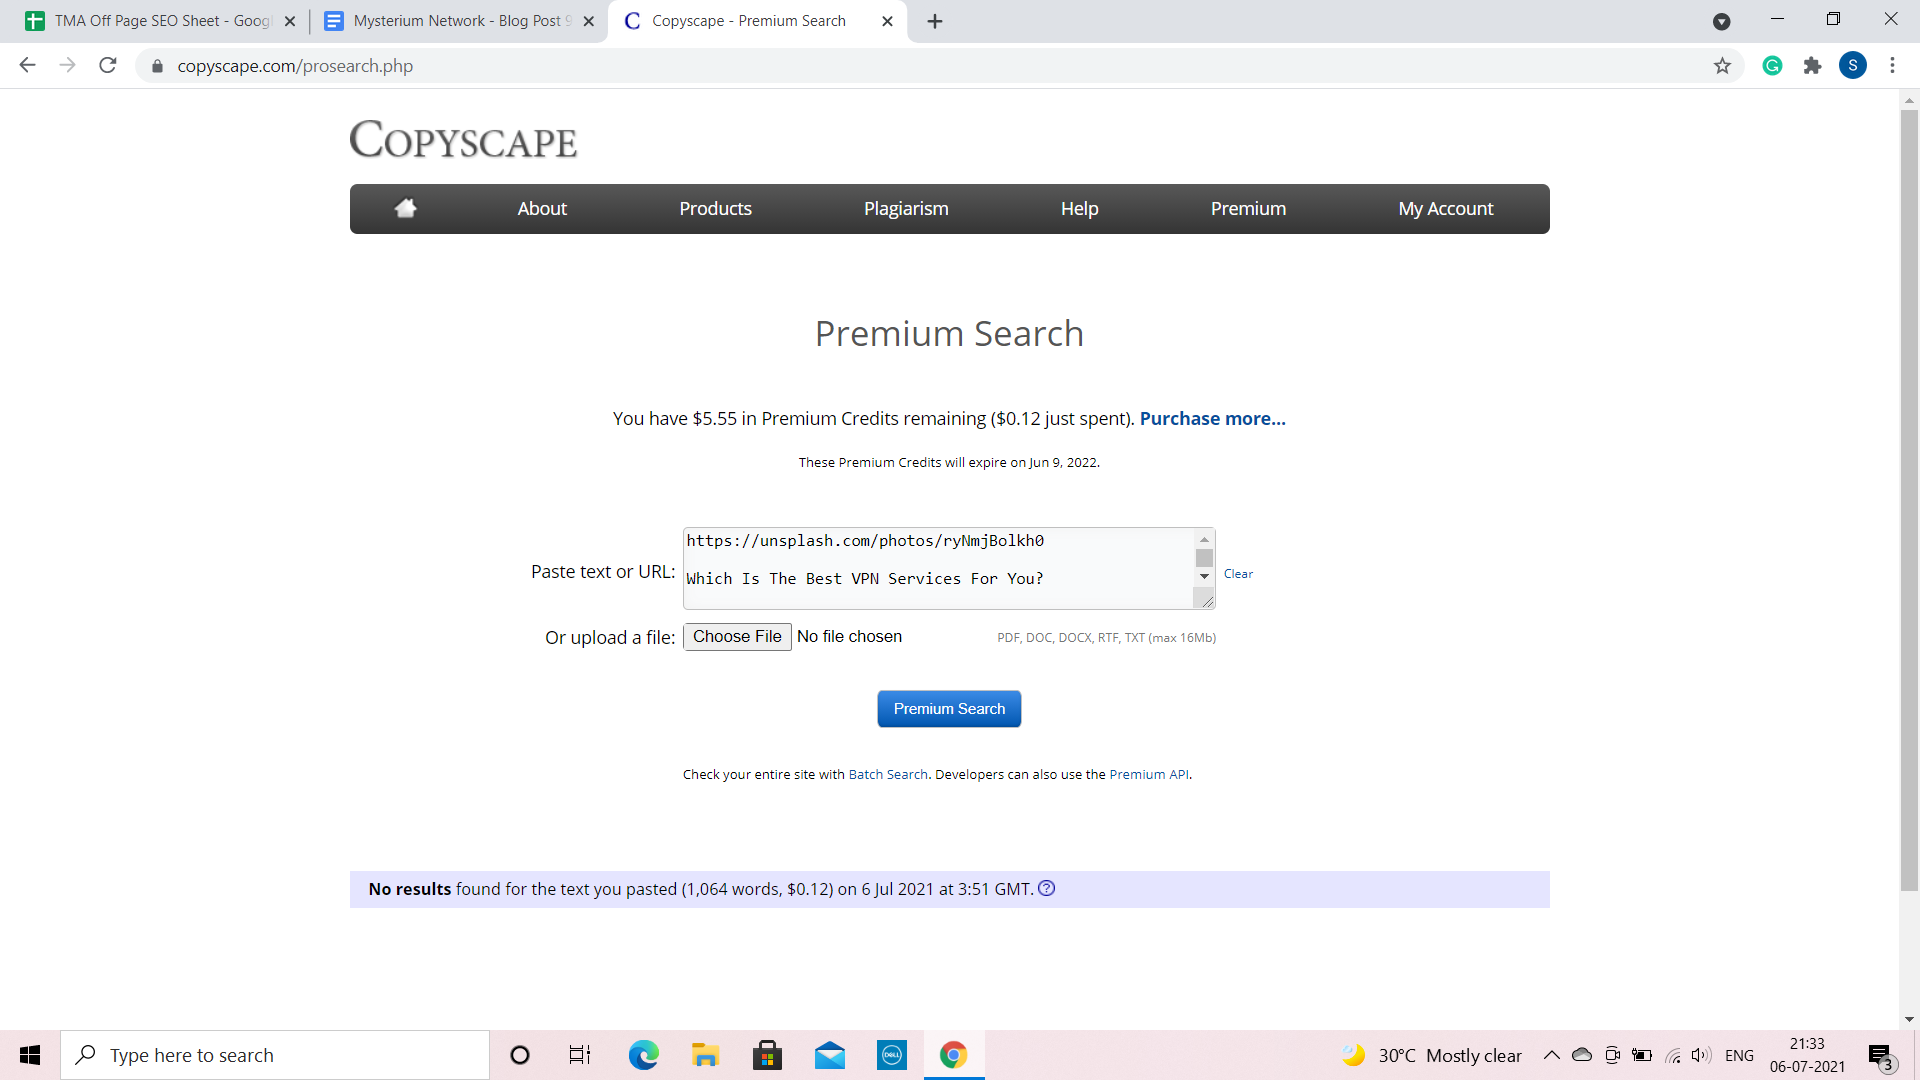 TMA Off Page SEO Sheet - Goog
Mysterium Network - Blog Post 9
Copyscape - Premium Search
copyscape.com/prosearch.php
S
COPYSCAPE
About
Products
Plagiarism
Help
Premium
My Account
Premium Search
You have $5.55 in Premium Credits remaining ($0.12 just spent). Purchase more...
These Premium Credits will expire on Jun 9, 2022.
Paste text or URL:
https://unsplash.com/photos/ryNmjBolkh0
Which Is The Best VPN Services For You?
Clear
Or upload a file: Choose File No file chosen PDF, DOC, DOCX, RTF, TXT (max 16Mb)
Premium Search
Check your entire site with Batch Search. Developers can also use the Premium API.
No results found for the text you pasted (1,064 words, $0.12) on 6 Jul 2021 at 3:51 GMT. ?
Type here to search
DELL
30°C Mostly clear
ENG
21:33
06-07-2021
3